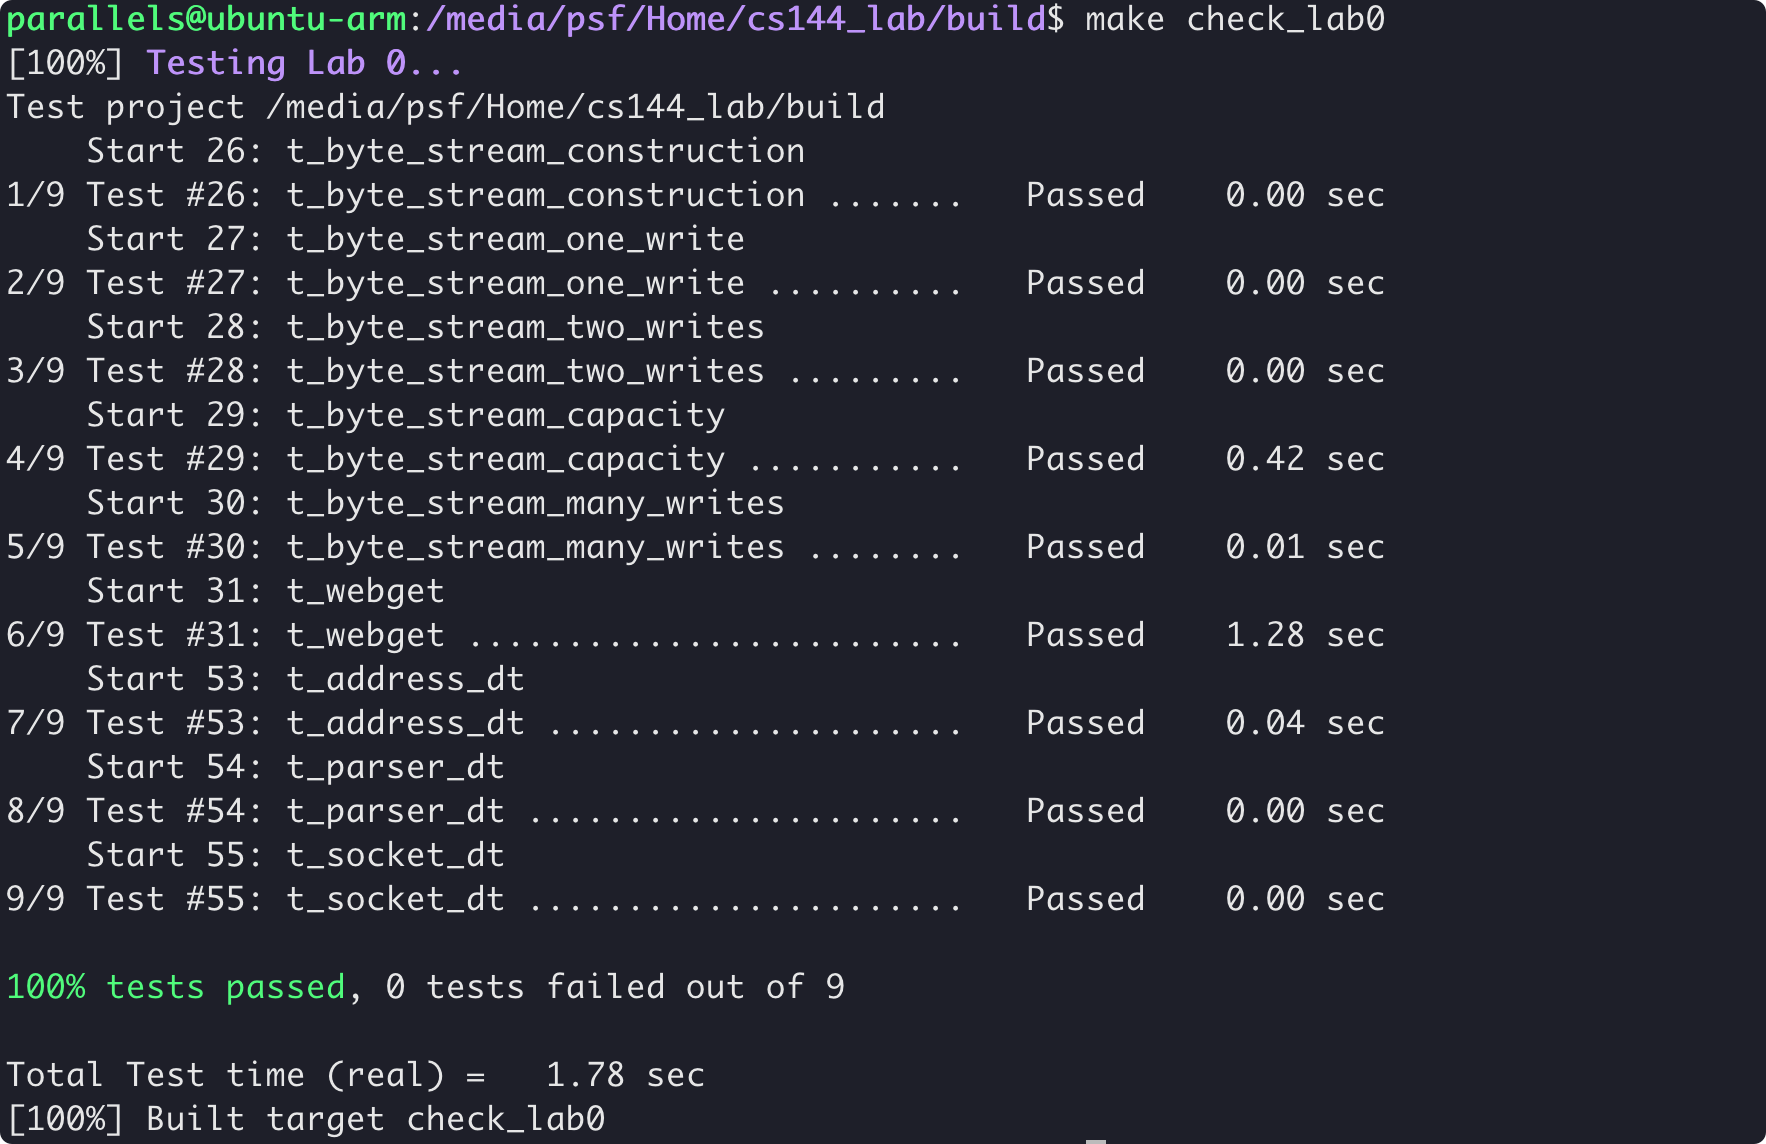 parallels@ubuntu-arm:/media/psf/Home/cs144_lab/build$ make check_lab0
[100%] Testing Lab 0...
Test project /media/psf/Home/cs144_lab/build
    Start 26: t_byte_stream_construction
1/9 Test #26: t_byte_stream_construction .......   Passed    0.00 sec
    Start 27: t_byte_stream_one_write
2/9 Test #27: t_byte_stream_one_write ..........   Passed    0.00 sec
    Start 28: t_byte_stream_two_writes
3/9 Test #28: t_byte_stream_two_writes .........   Passed    0.00 sec
    Start 29: t_byte_stream_capacity
4/9 Test #29: t_byte_stream_capacity ...........   Passed    0.42 sec
    Start 30: t_byte_stream_many_writes
5/9 Test #30: t_byte_stream_many_writes ........   Passed    0.01 sec
    Start 31: t_webget
6/9 Test #31: t_webget .........................   Passed    1.28 sec
    Start 53: t_address_dt
7/9 Test #53: t_address_dt .....................   Passed    0.04 sec
    Start 54: t_parser_dt
8/9 Test #54: t_parser_dt ......................   Passed    0.00 sec
    Start 55: t_socket_dt
9/9 Test #55: t_socket_dt ......................   Passed    0.00 sec

100% tests passed, 0 tests failed out of 9

Total Test time (real) =   1.78 sec
[100%] Built target check_lab0